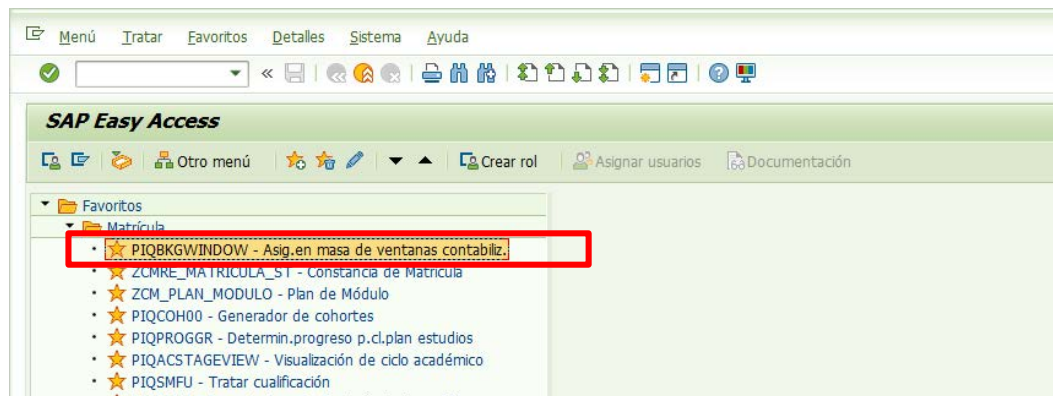 Menú Tratar Favoritos Detalles Sistema Ayuda
SAP Easy Access
Otro menú Crear rol Asignar usuarios Documentación
Favoritos
Matrícula
PIQBKGWINDOW - Asig.en masa de ventanas contabiliz.
ZCMRE_MATRICULA_ST - Constancia de Matrícula
ZCM_PLAN_MODULO - Plan de Módulo
PIQCOH00 - Generador de cohortes
PIQPROGGR - Determin.progreso p.cl.plan estudios
PIQACSTAGEVIEW - Visualización de ciclo académico
PIQSMFU - Tratar cualificación